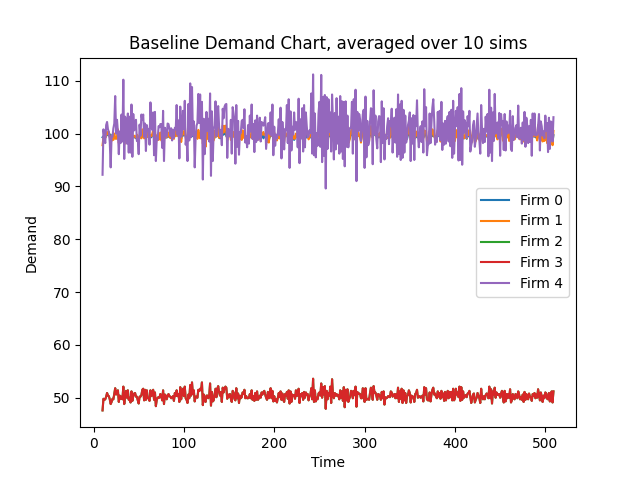 Baseline Demand Chart, averaged over 10 sims
110
100
90
80
70
60
50
Demand
Firm 0
Firm 1
Firm 2
Firm 3
Firm 4
0 100 200 300 400 500
Time